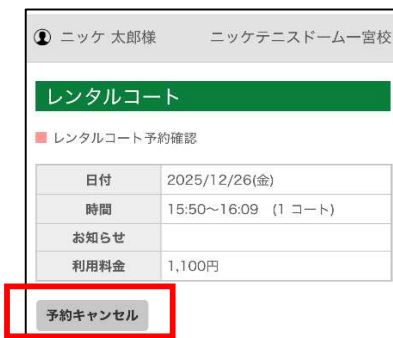 ニッケ 太郎様 ニッケテニスドーム一宮校
レンタルコート
レンタルコート予約確認
日付 2025/12/26(金)
時間 15:50〜16:09 (1 コート)
お知らせ
利用料金 1,100円
予約キャンセル